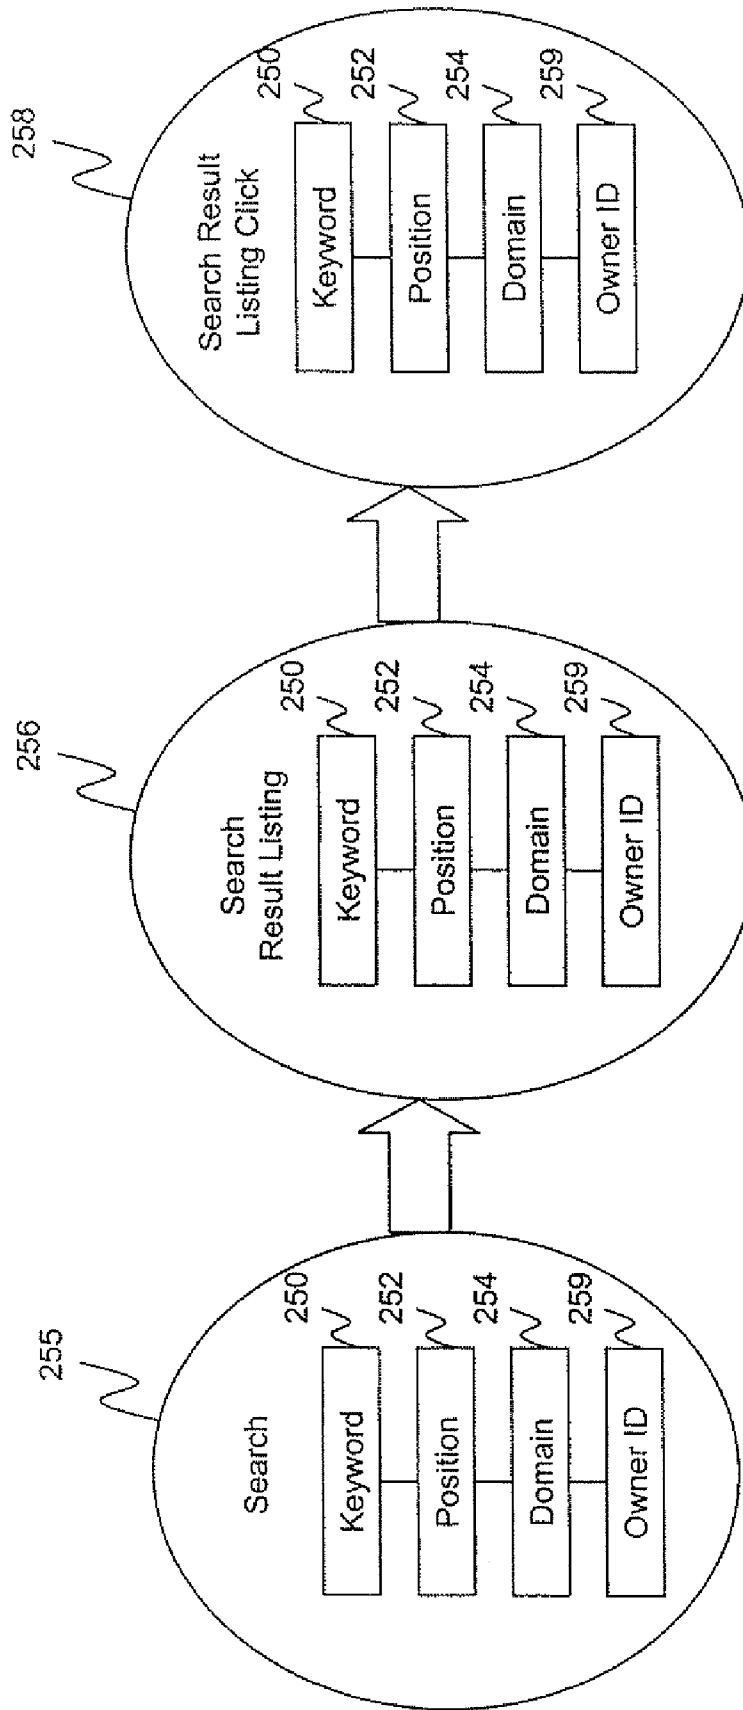 255
Search
250
Keyword
252
Position
254
Domain
259
Owner ID
256
Search
Result Listing
250
Keyword
252
Position
254
Domain
259
Owner ID
258
Search Result
Listing Click
250
Keyword
252
Position
254
Domain
259
Owner ID